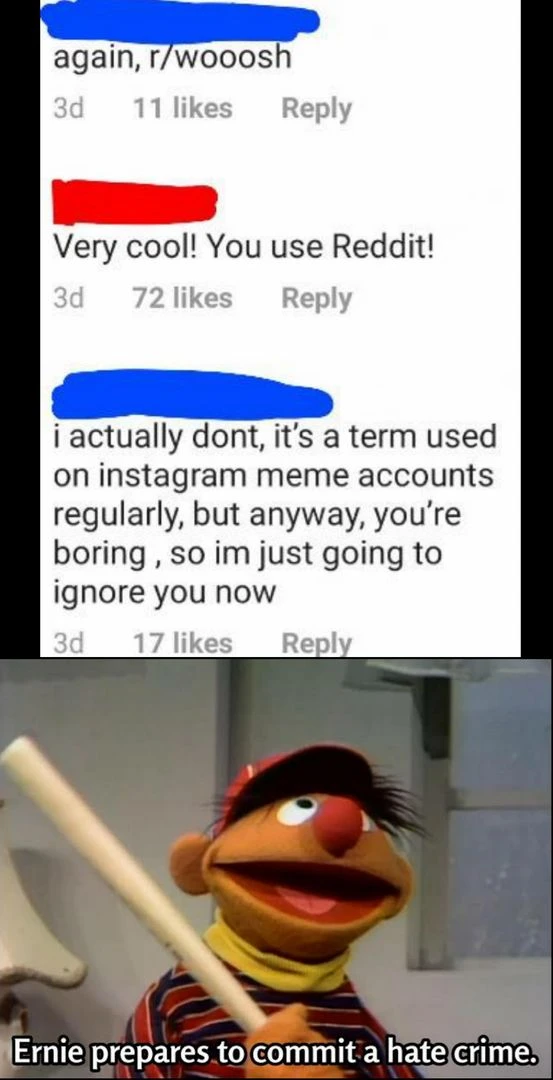 again, r/wooosh
3d 11 likes Reply
Very cool! You use Reddit!
3d 72 likes Reply
i actually dont, it's a term used
on instagram meme accounts
regularly, but anyway, you're
boring , so im just going to
ignore you now
3d 17 likes Reply
Ernie prepares to commit a hate crime.